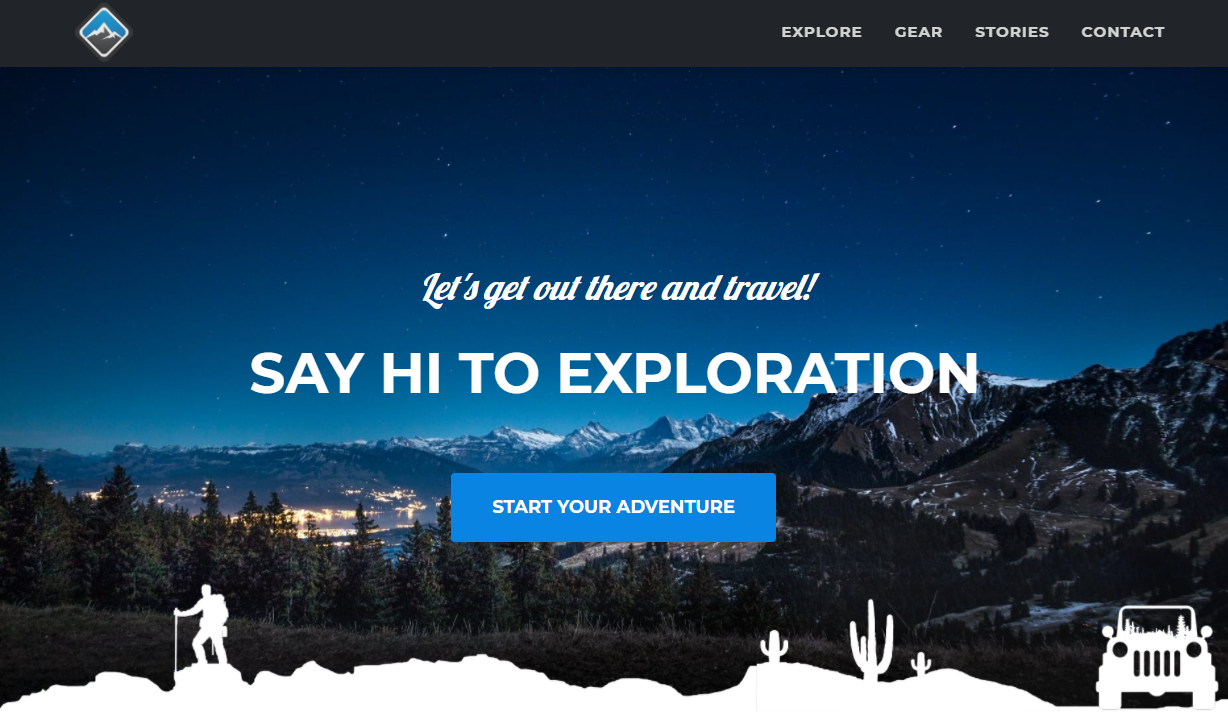 EXPLORE GEAR STORIES CONTACT
Let's get out there and travel!
SAY HI TO EXPLORATION
START YOUR ADVENTURE